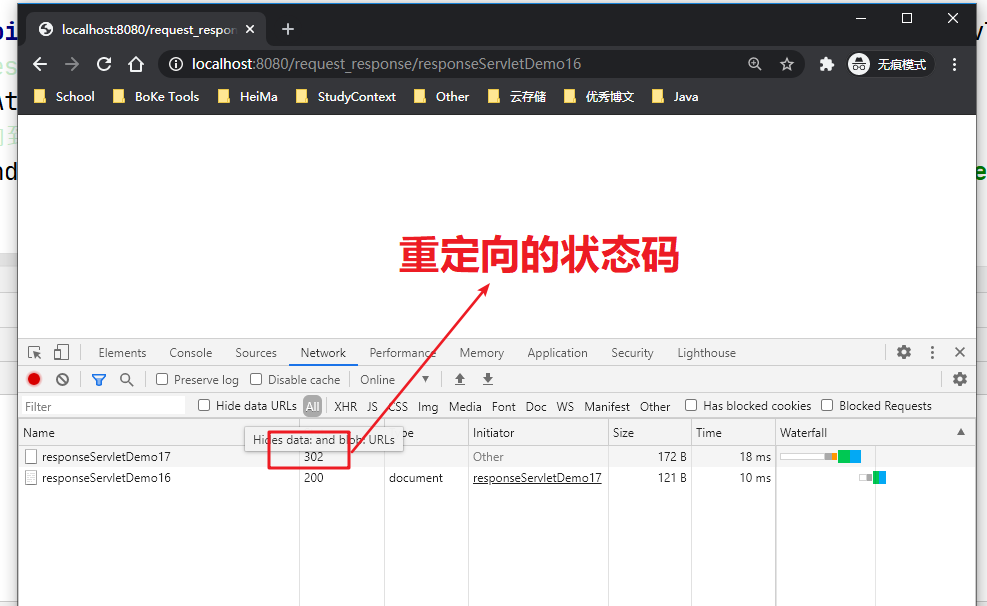 localhost:8080/request_respon
localhost:8080/request_response/responseServletDemo16
无痕模式
School
BoKe Tools
HeiMa
StudyContext
Other
云存储
优秀博文
Java
重定向的状态码
Elements
Console
Sources
Network
Performance
Memory
Application
Security
Lighthouse
Preserve log
Disable cache
Online
Filter
Hide data URLs
All
XHR
JS
CSS
Img
Media
Font
Doc
WS
Manifest
Other
Has blocked cookies
Blocked Requests
Name
Hides data: and blob: URLs
Initiator
Size
Time
Waterfall
responseServletDemo17
302
Other
172 B
18 ms
responseServletDemo16
200
document
responseServletDemo17
121 B
10 ms